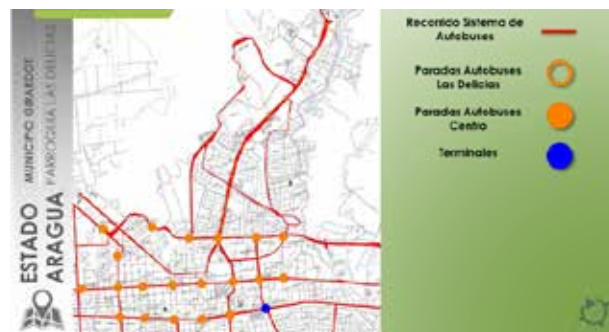 ESTADO
ARAGUA
MUNICIPIO GIRARDOT
PARROQUIA LAS DELICIAS
Recorrido Sistema de
Autobuses
Paradas Autobuses
Las Delicias
Paradas Autobuses
Centro
Terminales